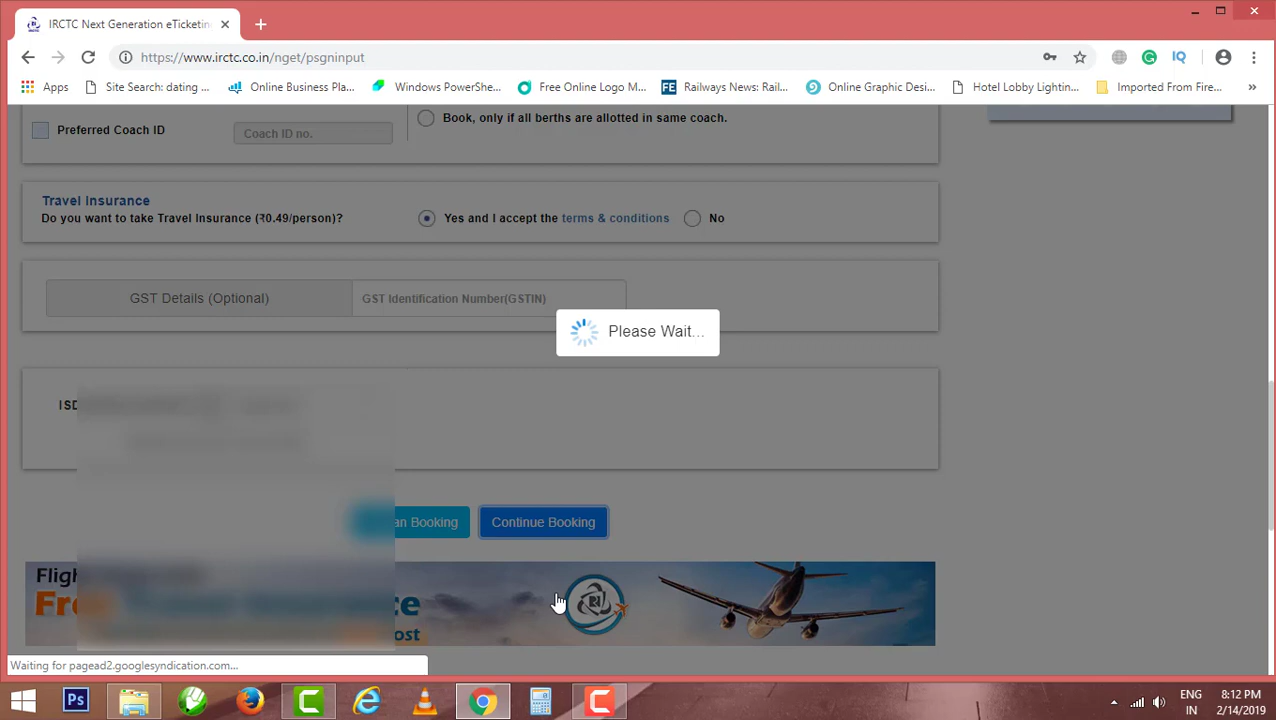 IRCTC Next Generation eTicketing
https://www.irctc.co.in/nget/psgninput
Apps
Site Search: dating ...
Online Business Pla...
Windows PowerShe...
Free Online Logo M...
FE
Railways News: Rail...
Online Graphic Desi...
Hotel Lobby Lightin...
Imported From Fire...
»
Preferred Coach ID
Coach ID no.
Book, only if all berths are allotted in same coach.
Travel Insurance
Do you want to take Travel Insurance (₹0.49/person)?
Yes and I accept the terms & conditions
No
GST Details (Optional)
GST Identification Number(GSTIN)
Please Wait...
ISD
an Booking
Continue Booking
Waiting for pagead2.googlesyndication.com...
Ps
ENG
IN
8:12 PM
2/14/2019